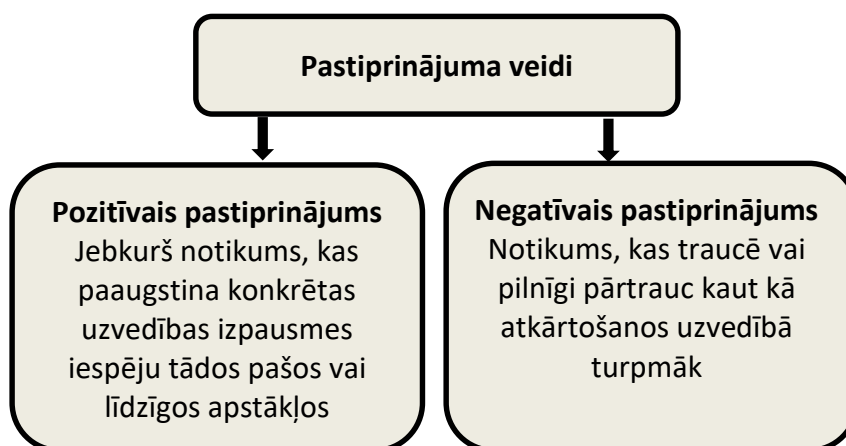 Pastiprinājuma veidi
Pozitīvais pastiprinājums
Jebkurš notikums, kas
paaugstina konkrētas
uzvedības izpausmes
iespēju tādos pašos vai
līdzīgos apstākļos
Negatīvais pastiprinājums
Notikums, kas traucē vai
pilnīgi pārtrauc kaut kā
atkārtošanos uzvedībā
turpmāk